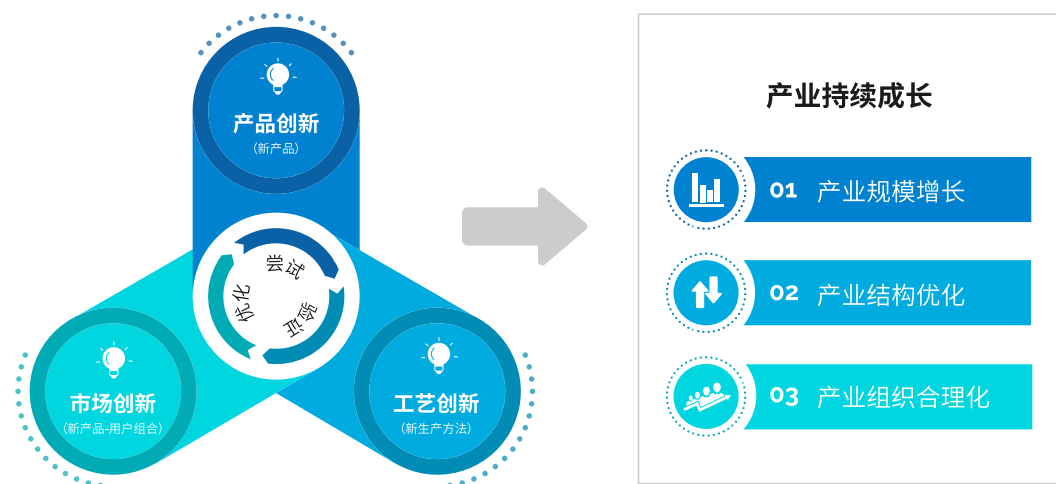 产品创新
(新产品)
尝试
验证
优化
市场创新
(新产品-用户组合)
工艺创新
(新生产方法)
产业持续成长
01 产业规模增长
02 产业结构优化
03 产业组织合理化